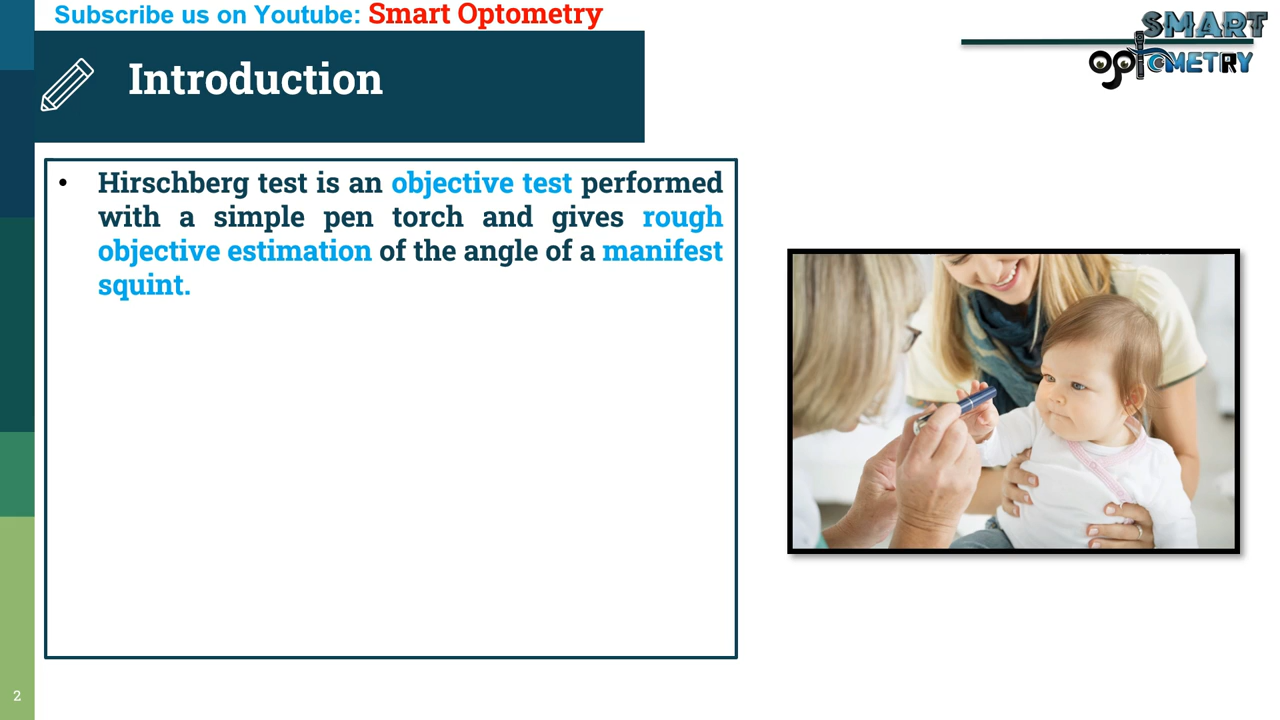 Subscribe us on Youtube: Smart Optometry
SMART
OPTOMETRY
Introduction
• Hirschberg test is an objective test performed
with a simple pen torch and gives rough
objective estimation of the angle of a manifest
squint.
2